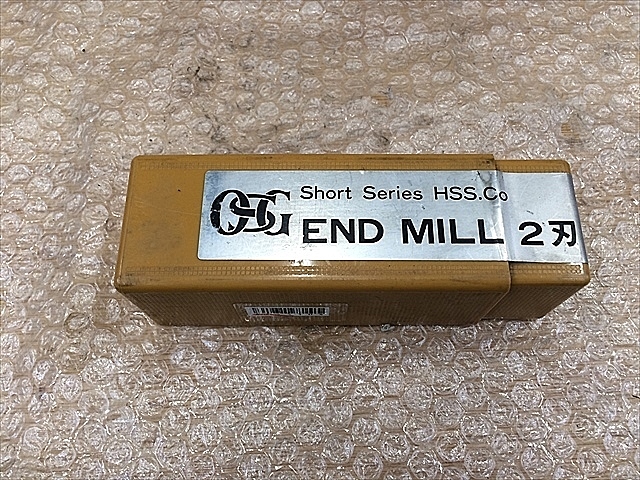 OSG
Short Series HSS.Co
END MILL 2刃